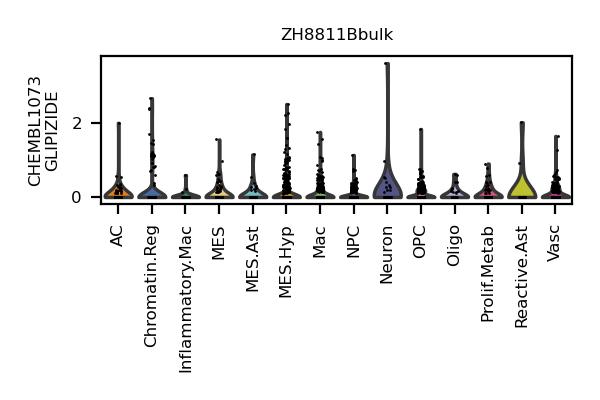 ZH8811Bbulk
CHEMBL1073
GLIPIZIDE
2
0
AC
Chromatin.Reg
Inflammatory.Mac
MES
MES.Ast
MES.Hyp
Mac
NPC
Neuron
OPC
Oligo
Prolif.Metab
Reactive.Ast
Vasc